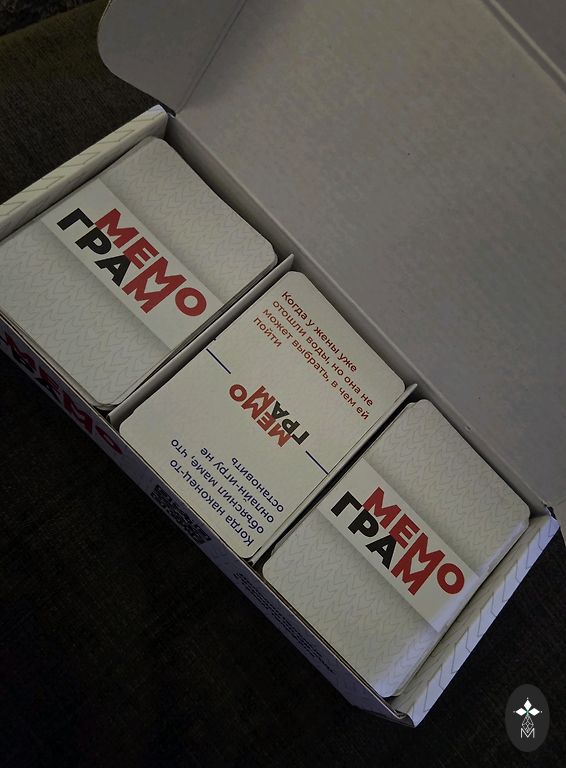 МЕМО
ГРАМ
Когда у жены уже
отошли воды, но она не
может выбрать, в чем ей
пойти
МЕМО
ГРАМ
Когда наконец-то
объяснил маме, что
онлайн-игру не
остановить
МЕМО
ГРАМ
МЕМО
M